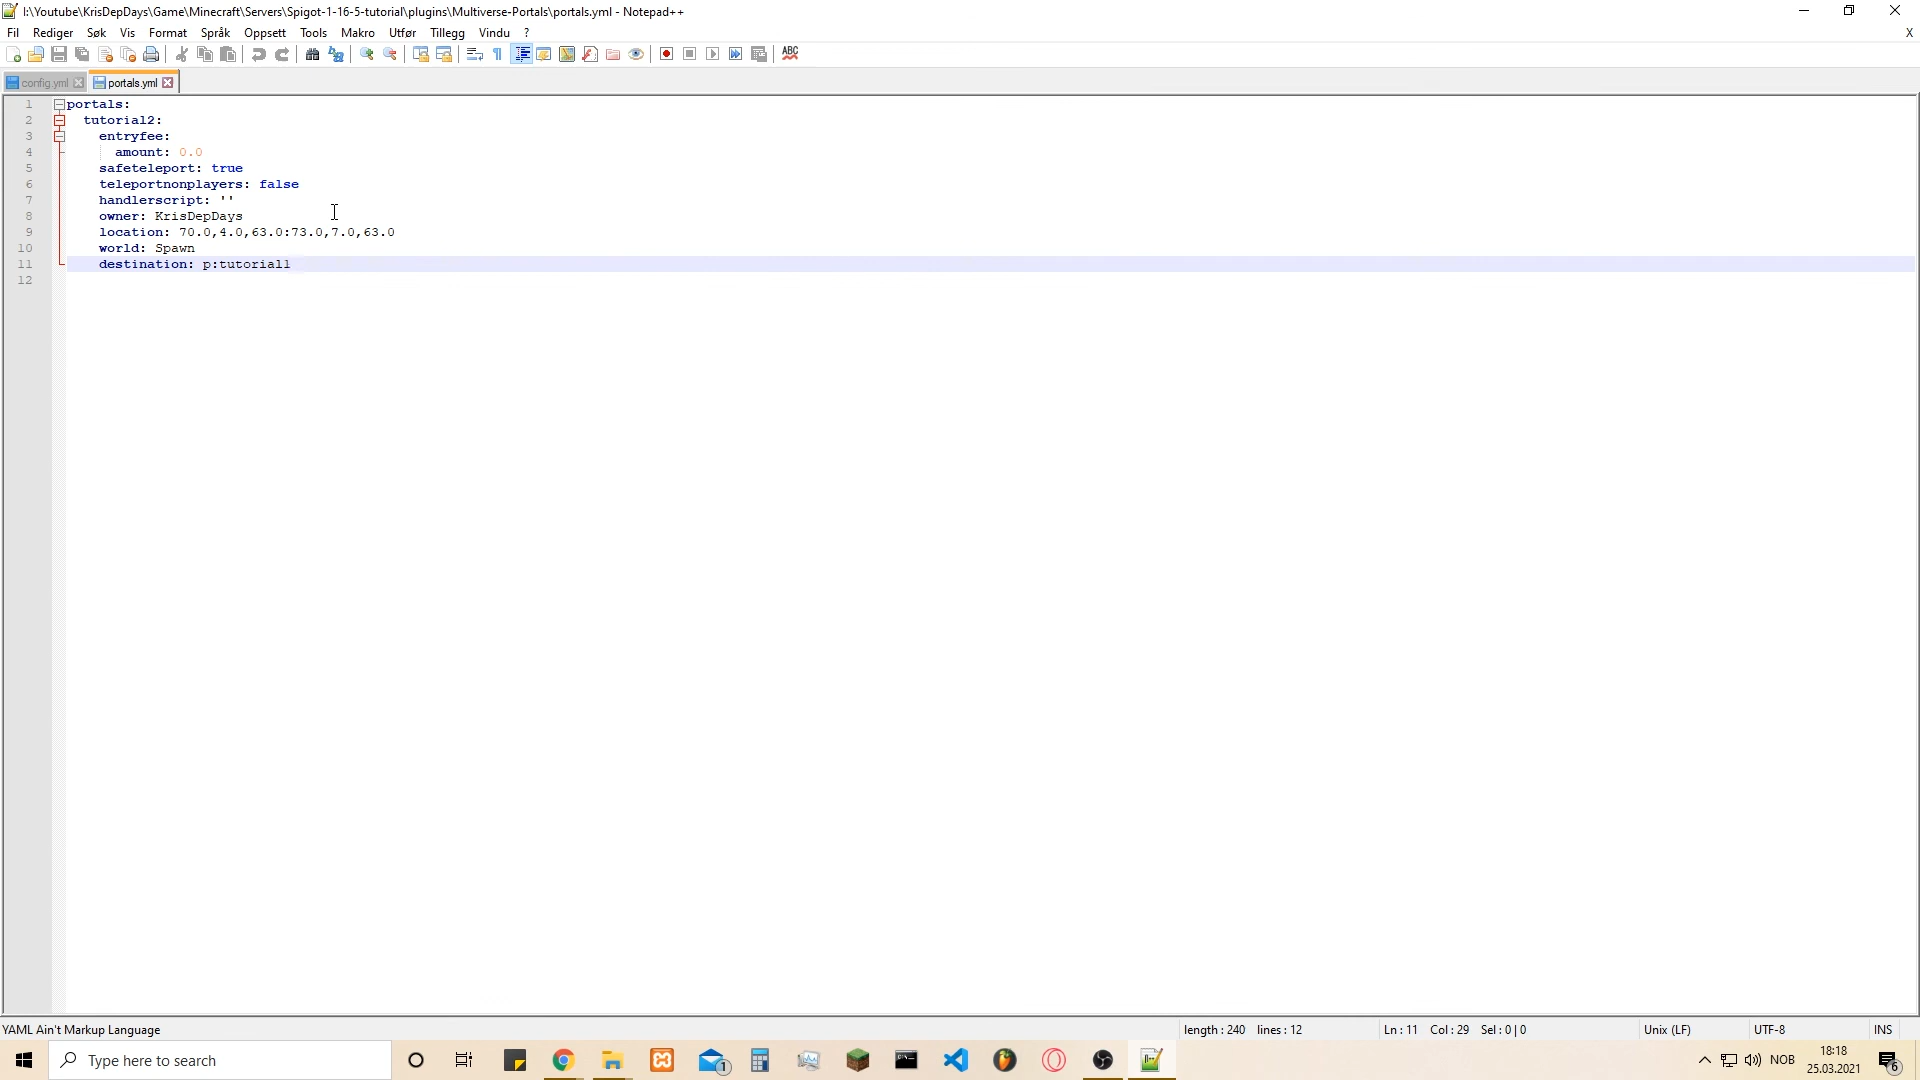 I:\Youtube\KrisDepDays\Game\Minecraft\Servers\Spigot-1-16-5-tutorial\plugins\Multiverse-Portals\portals.yml - Notepad++
Fil Rediger Søk Vis Format Språk Oppsett Tools Makro Utfør Tillegg Vindu ? X
ABC
config.yml portals.yml
1 portals:
2 tutorial2:
3 entryfee:
4 amount: 0.0
5 safeteleport: true
6 teleportnonplayers: false
7 handlerscript: ''
8 owner: KrisDepDays
9 location: 70.0,4.0,63.0:73.0,7.0,63.0
10 world: Spawn
11 destination: p:tutorial1
12
YAML Ain't Markup Language length : 240 lines : 12 Ln : 11 Col : 29 Sel : 0 | 0 Unix (LF) UTF-8 INS
Type here to search 1 NOB 18:18 6
25.03.2021